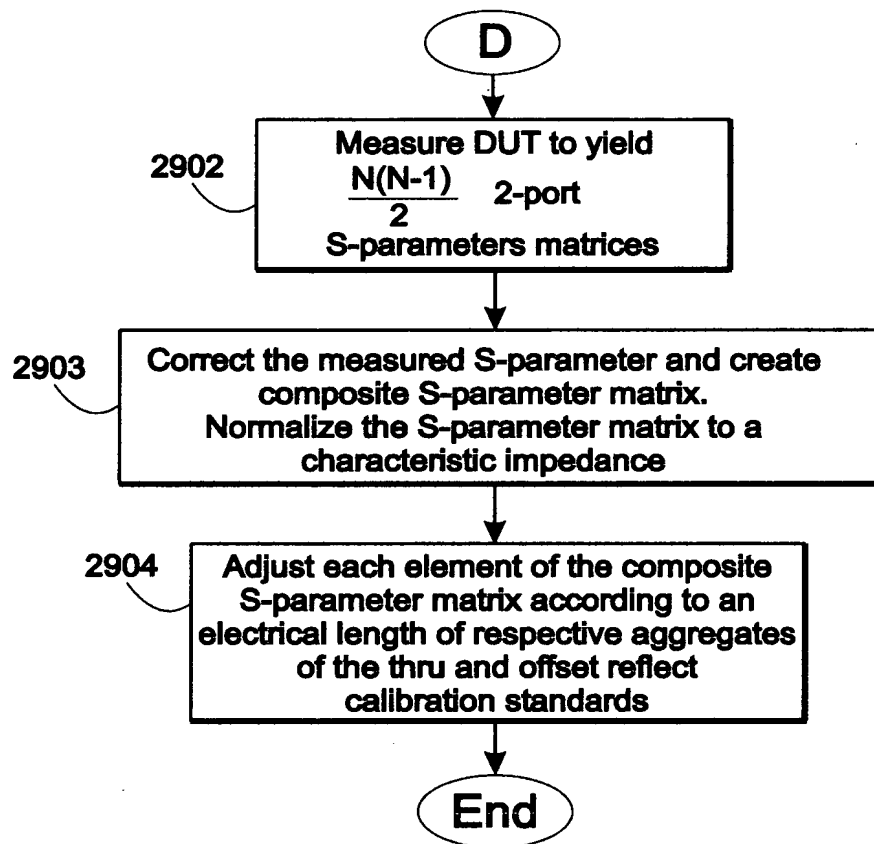 D
2902
Measure DUT to yield
N(N-1)
2
2-port
S-parameters matrices
2903
Correct the measured S-parameter and create
composite S-parameter matrix.
Normalize the S-parameter matrix to a
characteristic impedance
2904
Adjust each element of the composite
S-parameter matrix according to an
electrical length of respective aggregates
of the thru and offset reflect
calibration standards
End